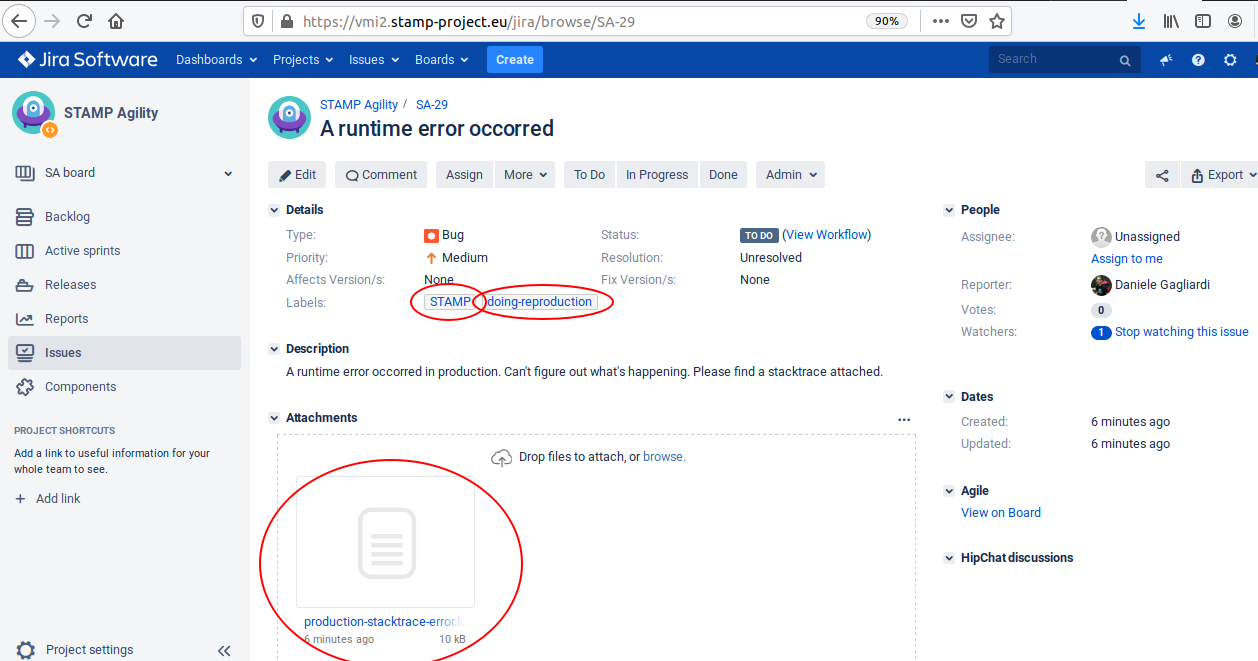 https://vmi2.stamp-project.eu/jira/browse/SA-29
90%
Jira Software Dashboards Projects Issues Boards Create Search
STAMP Agility
SA board
Backlog
Active sprints
Releases
Reports
Issues
Components
PROJECT SHORTCUTS
Add a link to useful information for your
whole team to see.
+ Add link
Project settings
STAMP Agility / SA-29
A runtime error occorred
Edit Comment Assign More To Do In Progress Done Admin Export
Details
Type: Bug
Priority: Medium
Affects Version/s: None
Labels: STAMP doing-reproduction
Status: TO DO (View Workflow)
Resolution: Unresolved
Fix Version/s: None
Description
A runtime error occorred in production. Can't figure out what's happening. Please find a stacktrace attached.
Attachments
Drop files to attach, or browse.
production-stacktrace-error.l
6 minutes ago 10 kB
People
Assignee: Unassigned
Assign to me
Reporter: Daniele Gagliardi
Votes: 0
Watchers: 1 Stop watching this issue
Dates
Created: 6 minutes ago
Updated: 6 minutes ago
Agile
View on Board
HipChat discussions